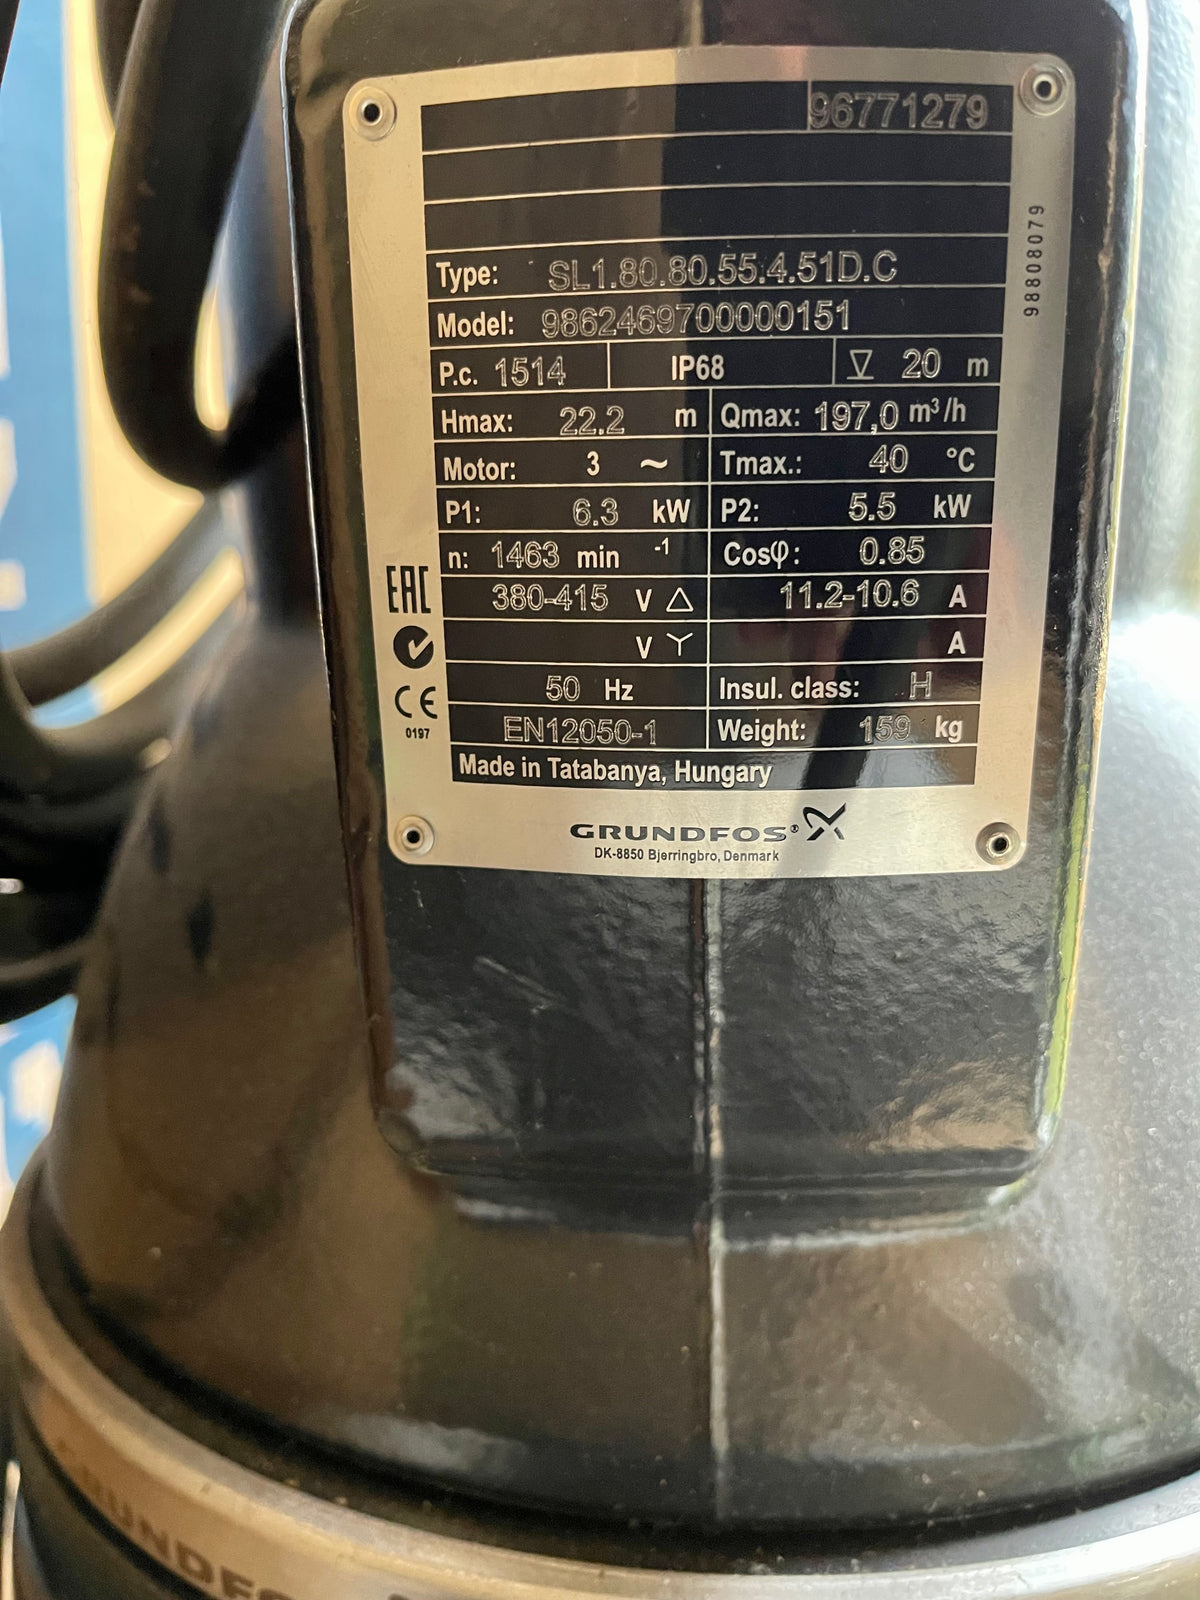 96771279
98808079
Type: SL1.80.80.55.4.51D.C
Model: 9862469700000151
P.c. 1514 IP68 20 m
Hmax: 22.2 m Qmax: 197,0 m³/h
Motor: 3 ~ Tmax.: 40 °C
P1: 6.3 kW P2: 5.5 kW
n: 1463 min -1 Cosφ: 0.85
EAC
380-415 V △ 11.2-10.6 A
V Y A
50 Hz Insul. class: H
CE
EN12050-1 Weight: 159 kg
0197
Made in Tatabanya, Hungary
GRUNDFOS®
DK-8850 Bjerringbro, Denmark